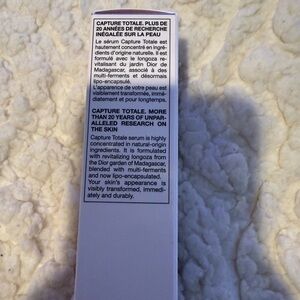 CAPTURE TOTALE. PLUS DE
20 ANNÉES DE RECHERCHE
INÉGALÉE SUR LA PEAU
Le sérum Capture Totale est
hautement concentré en ingré-
dients d'origine naturelle. Il est
formulé avec le longoza re-
vitalisant du jardin Dior de
Madagascar, associé à des
multi-ferments et désormais
lipo-encapsulé.
L'apparence de votre peau est
visiblement transformée, immé-
diatement et pour longtemps.
CAPTURE TOTALE. MORE
THAN 20 YEARS OF UNPAR-
ALLELED RESEARCH ON
THE SKIN
Capture Totale serum is highly
concentrated in natural-origin
ingredients. It is formulated
with revitalizing longoza from
the Dior garden of Madagascar,
blended with multi-ferments
and now lipo-encapsulated.
Your skin's appearance is
visibly transformed, immedi-
ately and durably.